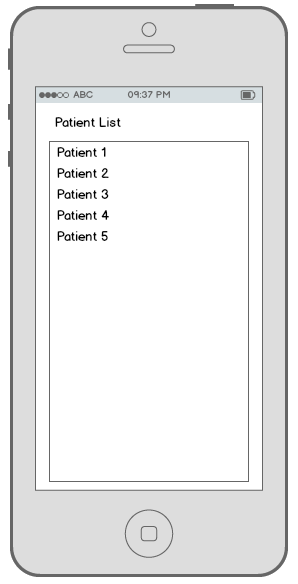 ABC 09:37 PM
Patient List
Patient 1
Patient 2
Patient 3
Patient 4
Patient 5